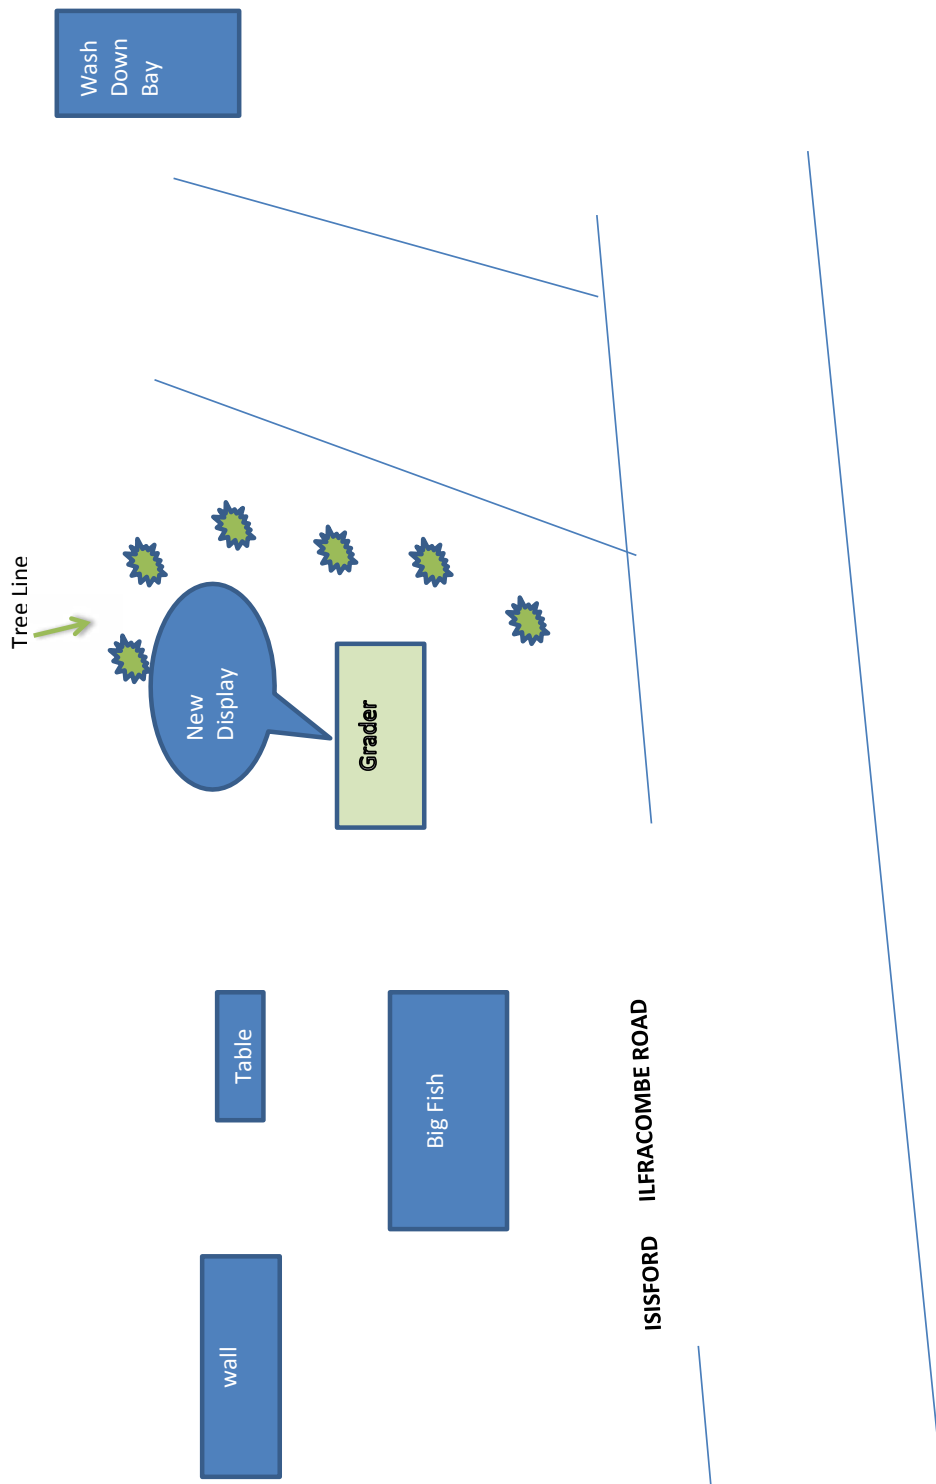 Tree Line
Wash
Down
Bay
New
Display
Grader
Table
Big Fish
wall
ISISFORD ILFRACOMBE ROAD